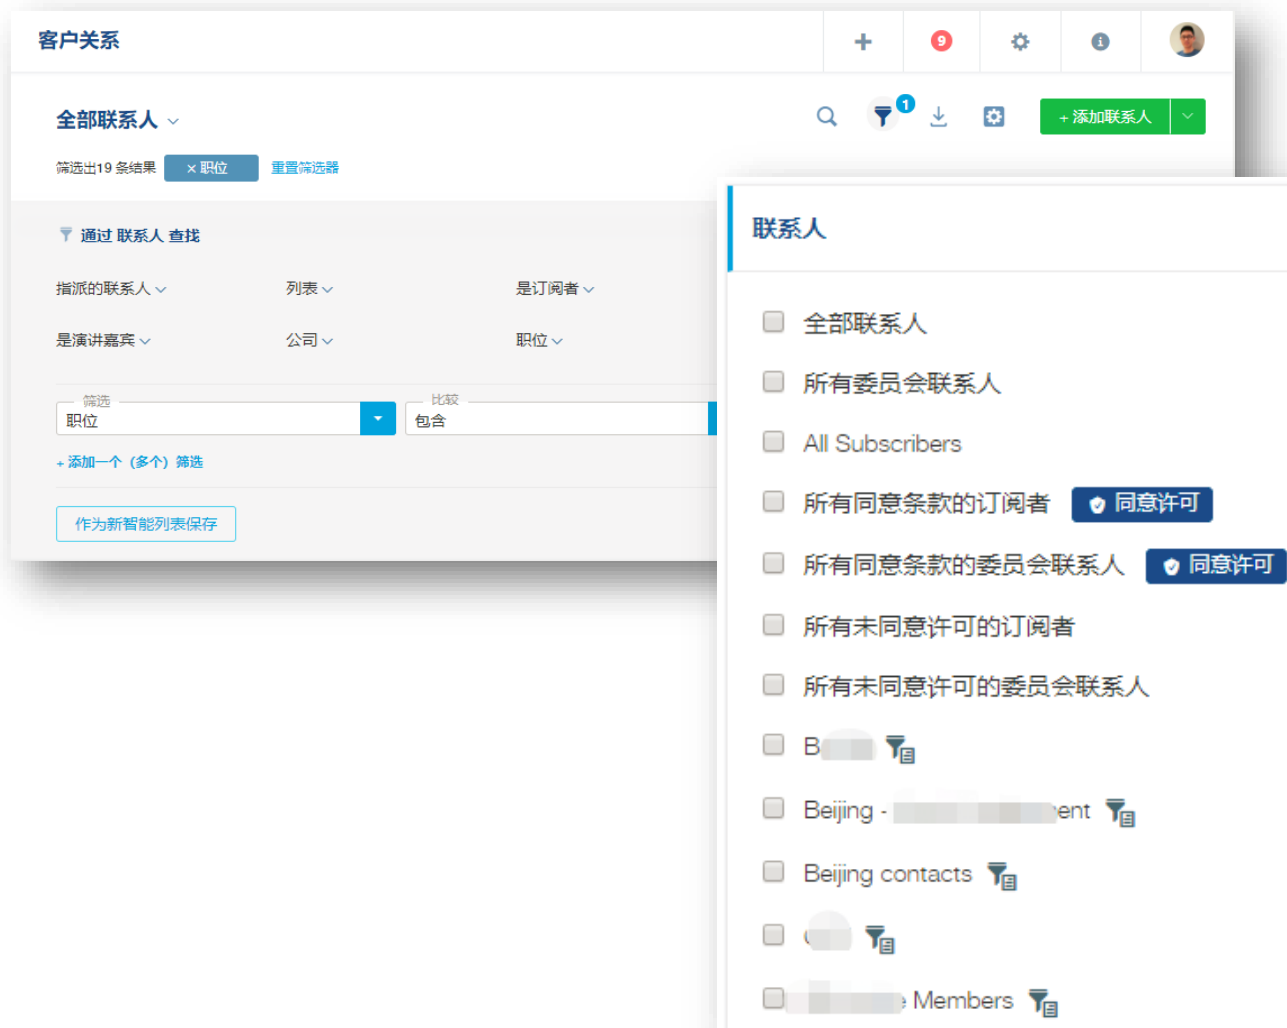 客户关系
9
全部联系人
1
+ 添加联系人
筛选出19 条结果 × 职位 重置筛选器
通过 联系人 查找
指派的联系人 列表 是订阅者
是演讲嘉宾 公司 职位
筛选 比较
职位 包含
+ 添加一个（多个）筛选
作为新智能列表保存
联系人
全部联系人
所有委员会联系人
All Subscribers
所有同意条款的订阅者 同意许可
所有同意条款的委员会联系人 同意许可
所有未同意许可的订阅者
所有未同意许可的委员会联系人
B
Beijing - ent
Beijing contacts
Members